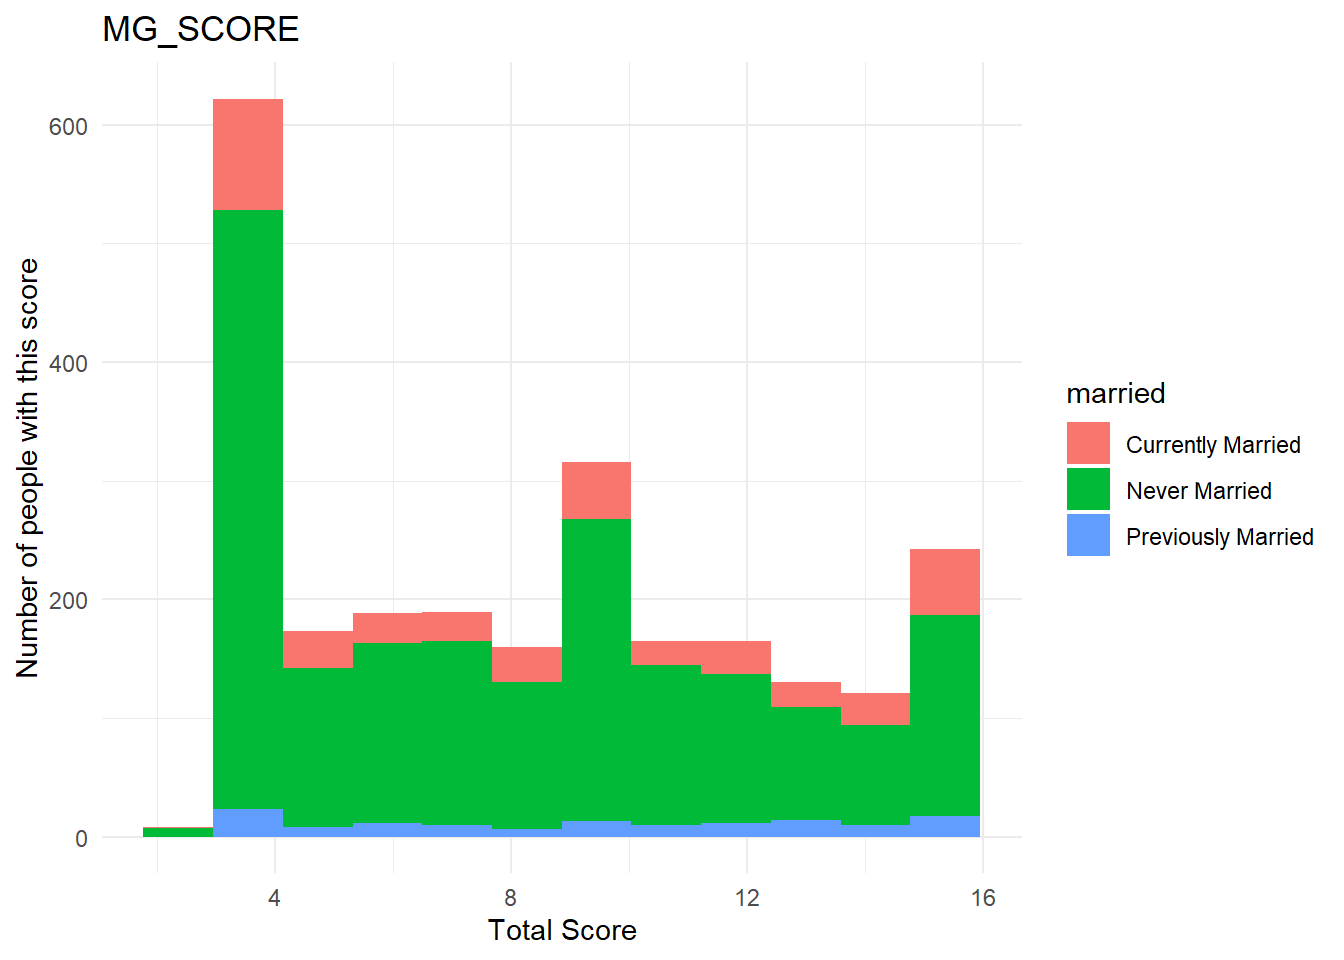 MG_SCORE
600
400
200
0
Number of people with this score
4
8
12
16
Total Score
married
Currently Married
Never Married
Previously Married